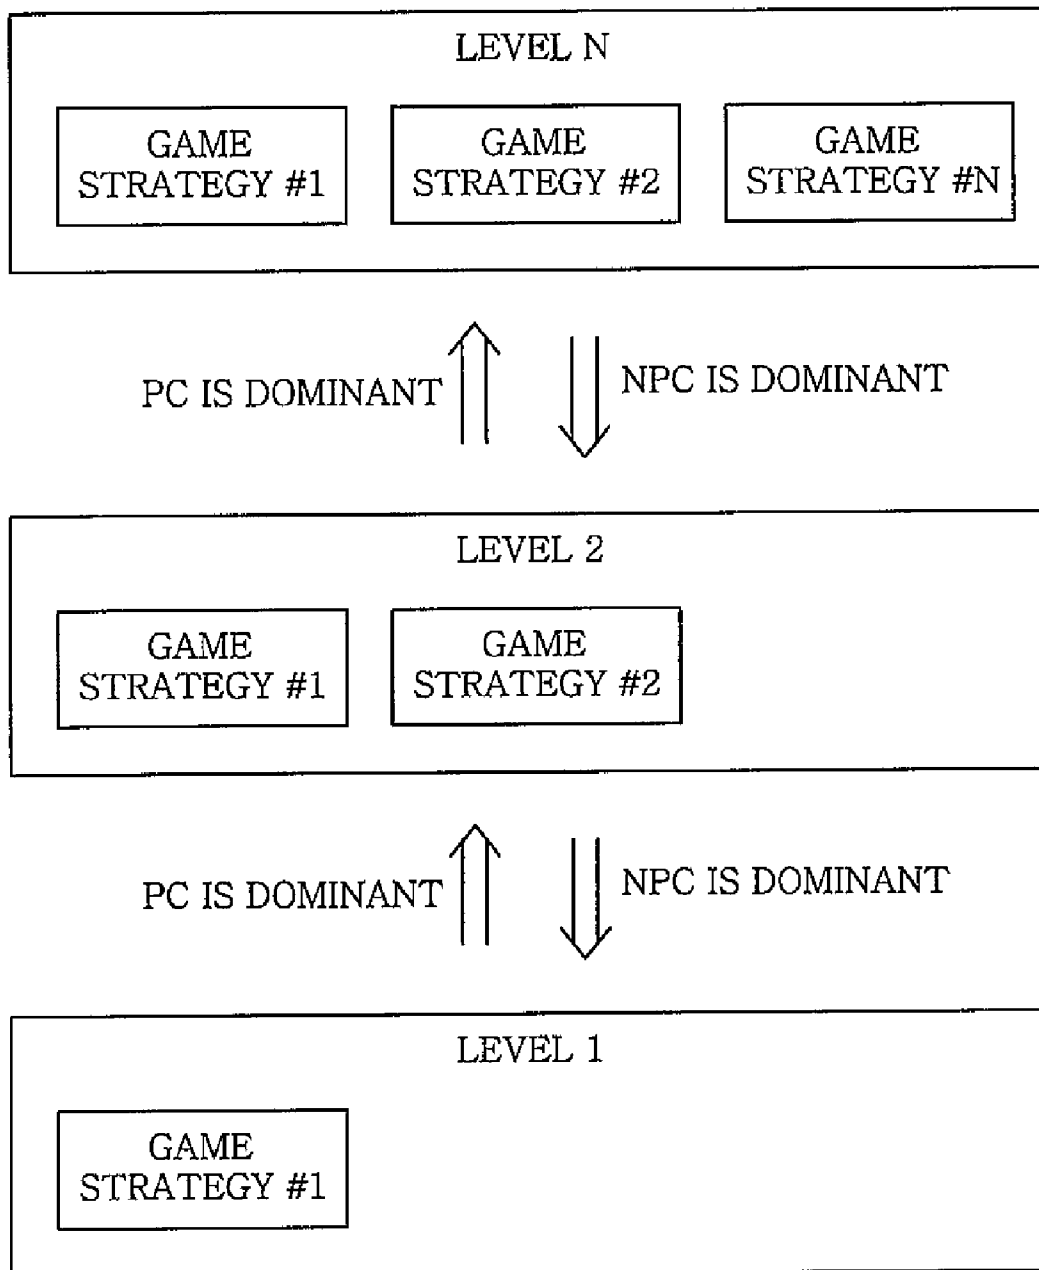 LEVEL N
GAME
STRATEGY #1
GAME
STRATEGY #2
GAME
STRATEGY #N
PC IS DOMINANT
NPC IS DOMINANT
LEVEL 2
GAME
STRATEGY #1
GAME
STRATEGY #2
PC IS DOMINANT
NPC IS DOMINANT
LEVEL 1
GAME
STRATEGY #1